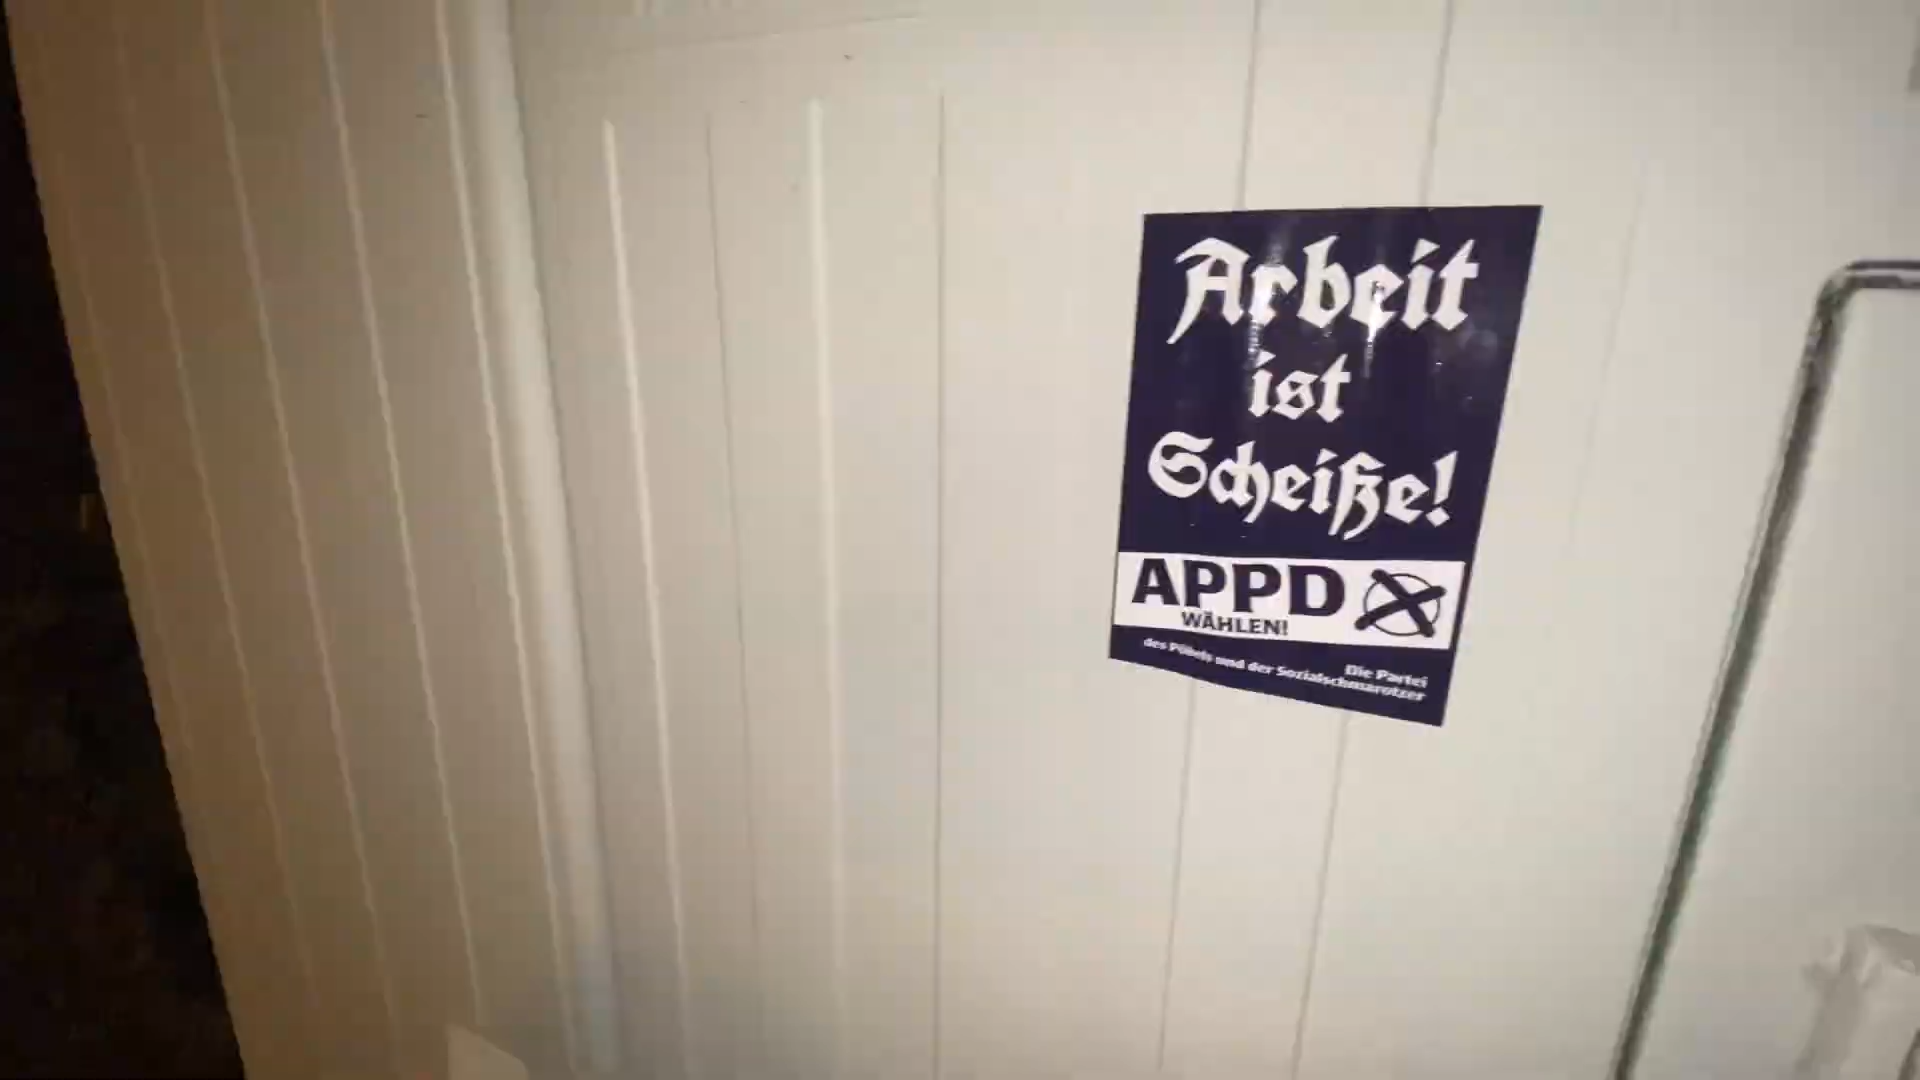 Arbeit
ist
Scheiße!
APPD
WÄHLEN!
Die Partei
des Pöbels und der Sozialschmarotzer